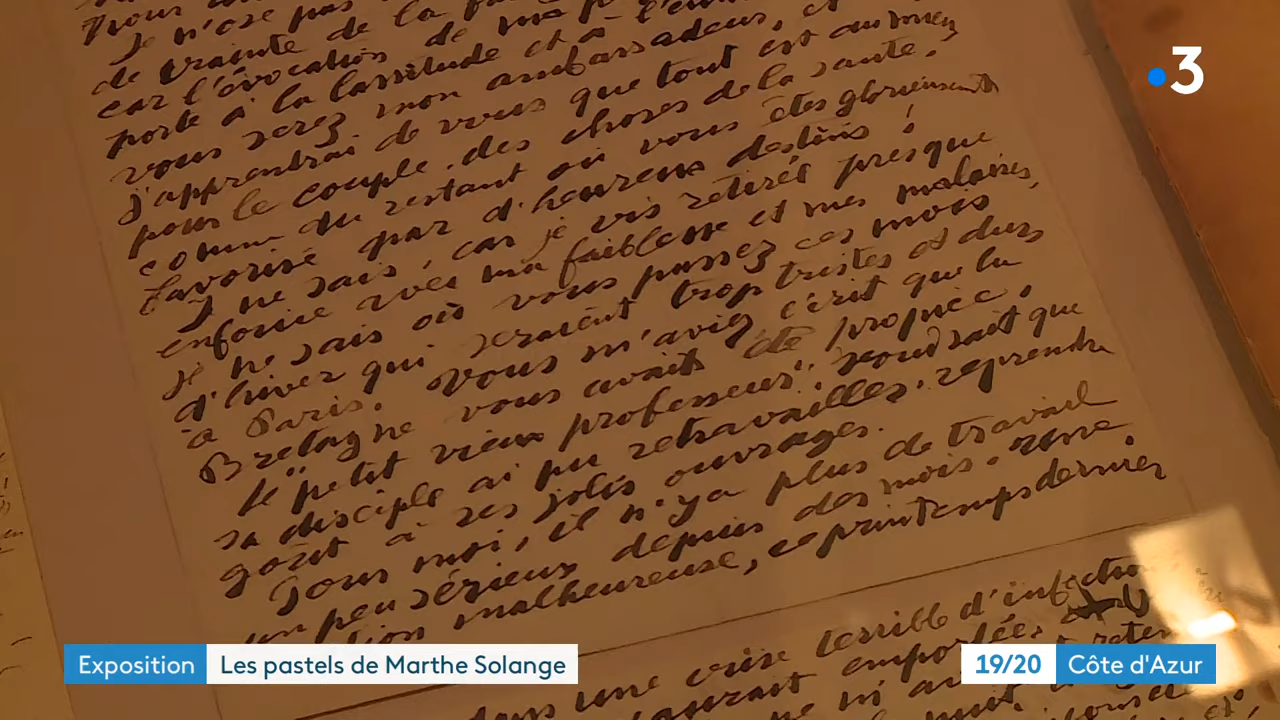 Je n'ose pas
de crainte de la
car l'évocation de ma
porte à la lassitude et à
vous serez mon ambassadeur, et
j'apprendrai de vous que tout est au mieux
pour le couple, des choses de la santé,
comme du restant où vous êtes glorieusement
favorisé par d'heureux destins !
Je ne sais, car je vis retiré presque
enfoui avec ma faiblesse et mes malaises,
je ne sais où vous passez ces mois
d'hiver qui seraient trop tristes et durs
à Paris. Vous m'aviez écrit que la
Bretagne vous avait été propice.
Le "petit vieux professeur" voudrait que
sa disciple ai pu retravailler, reprendre
goût à ses jolis ouvrages.
Pour moi, il n'y a plus de travail
un peu sérieux depuis des mois. Une
malheureuse, ce printemps dernier,
dans une crise terrible d'infection
emportée
3
Exposition Les pastels de Marthe Solange
19/20 Côte d'Azur